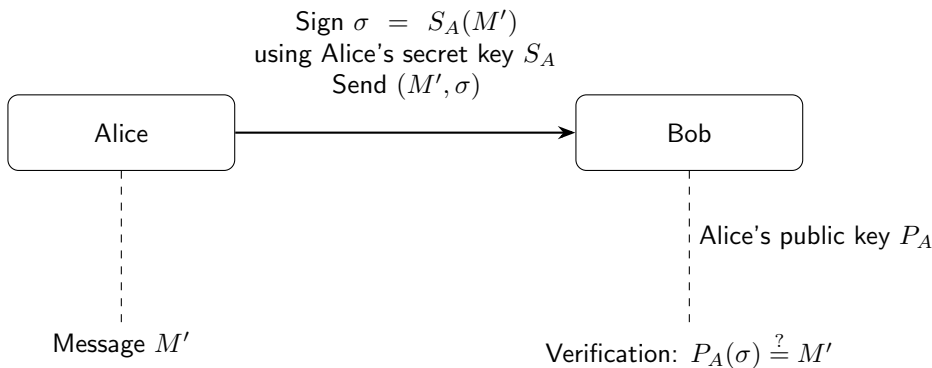 Sign σ = S_A(M′)
using Alice's secret key S_A
Send (M′, σ)
Alice
Bob
Alice's public key P_A
Message M′
Verification: P_A(σ) ≟ M′